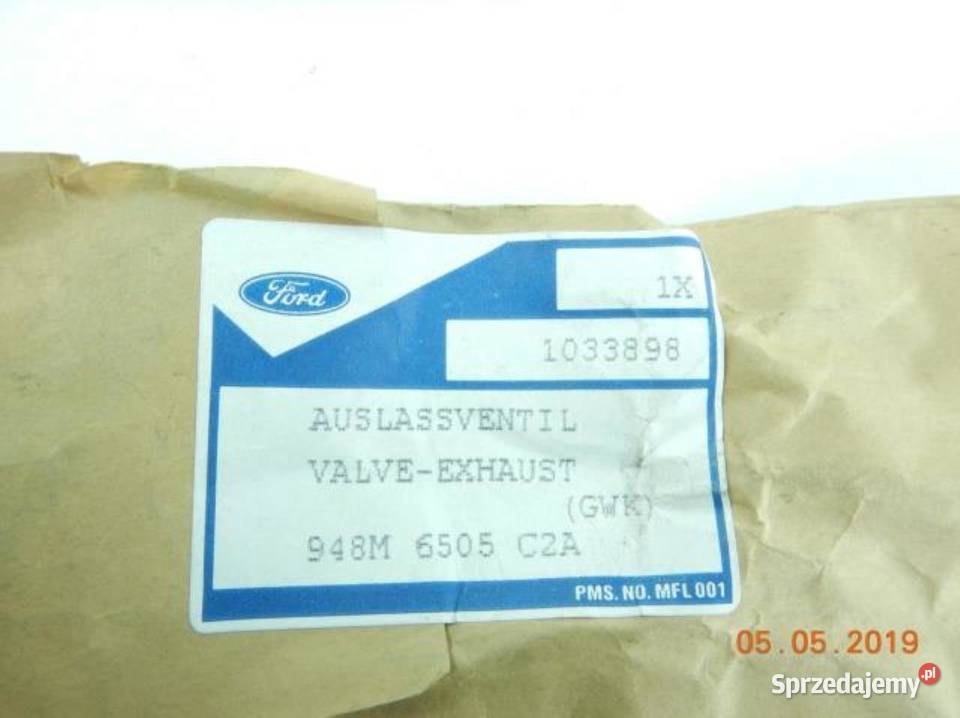 Ford
1X
1033898
AUSLASSVENTIL
VALVE-EXHAUST
(GWK)
948M 6505 C2A
PMS. NO. MFL 001
05.05.2019
Sprzedajemy.pl